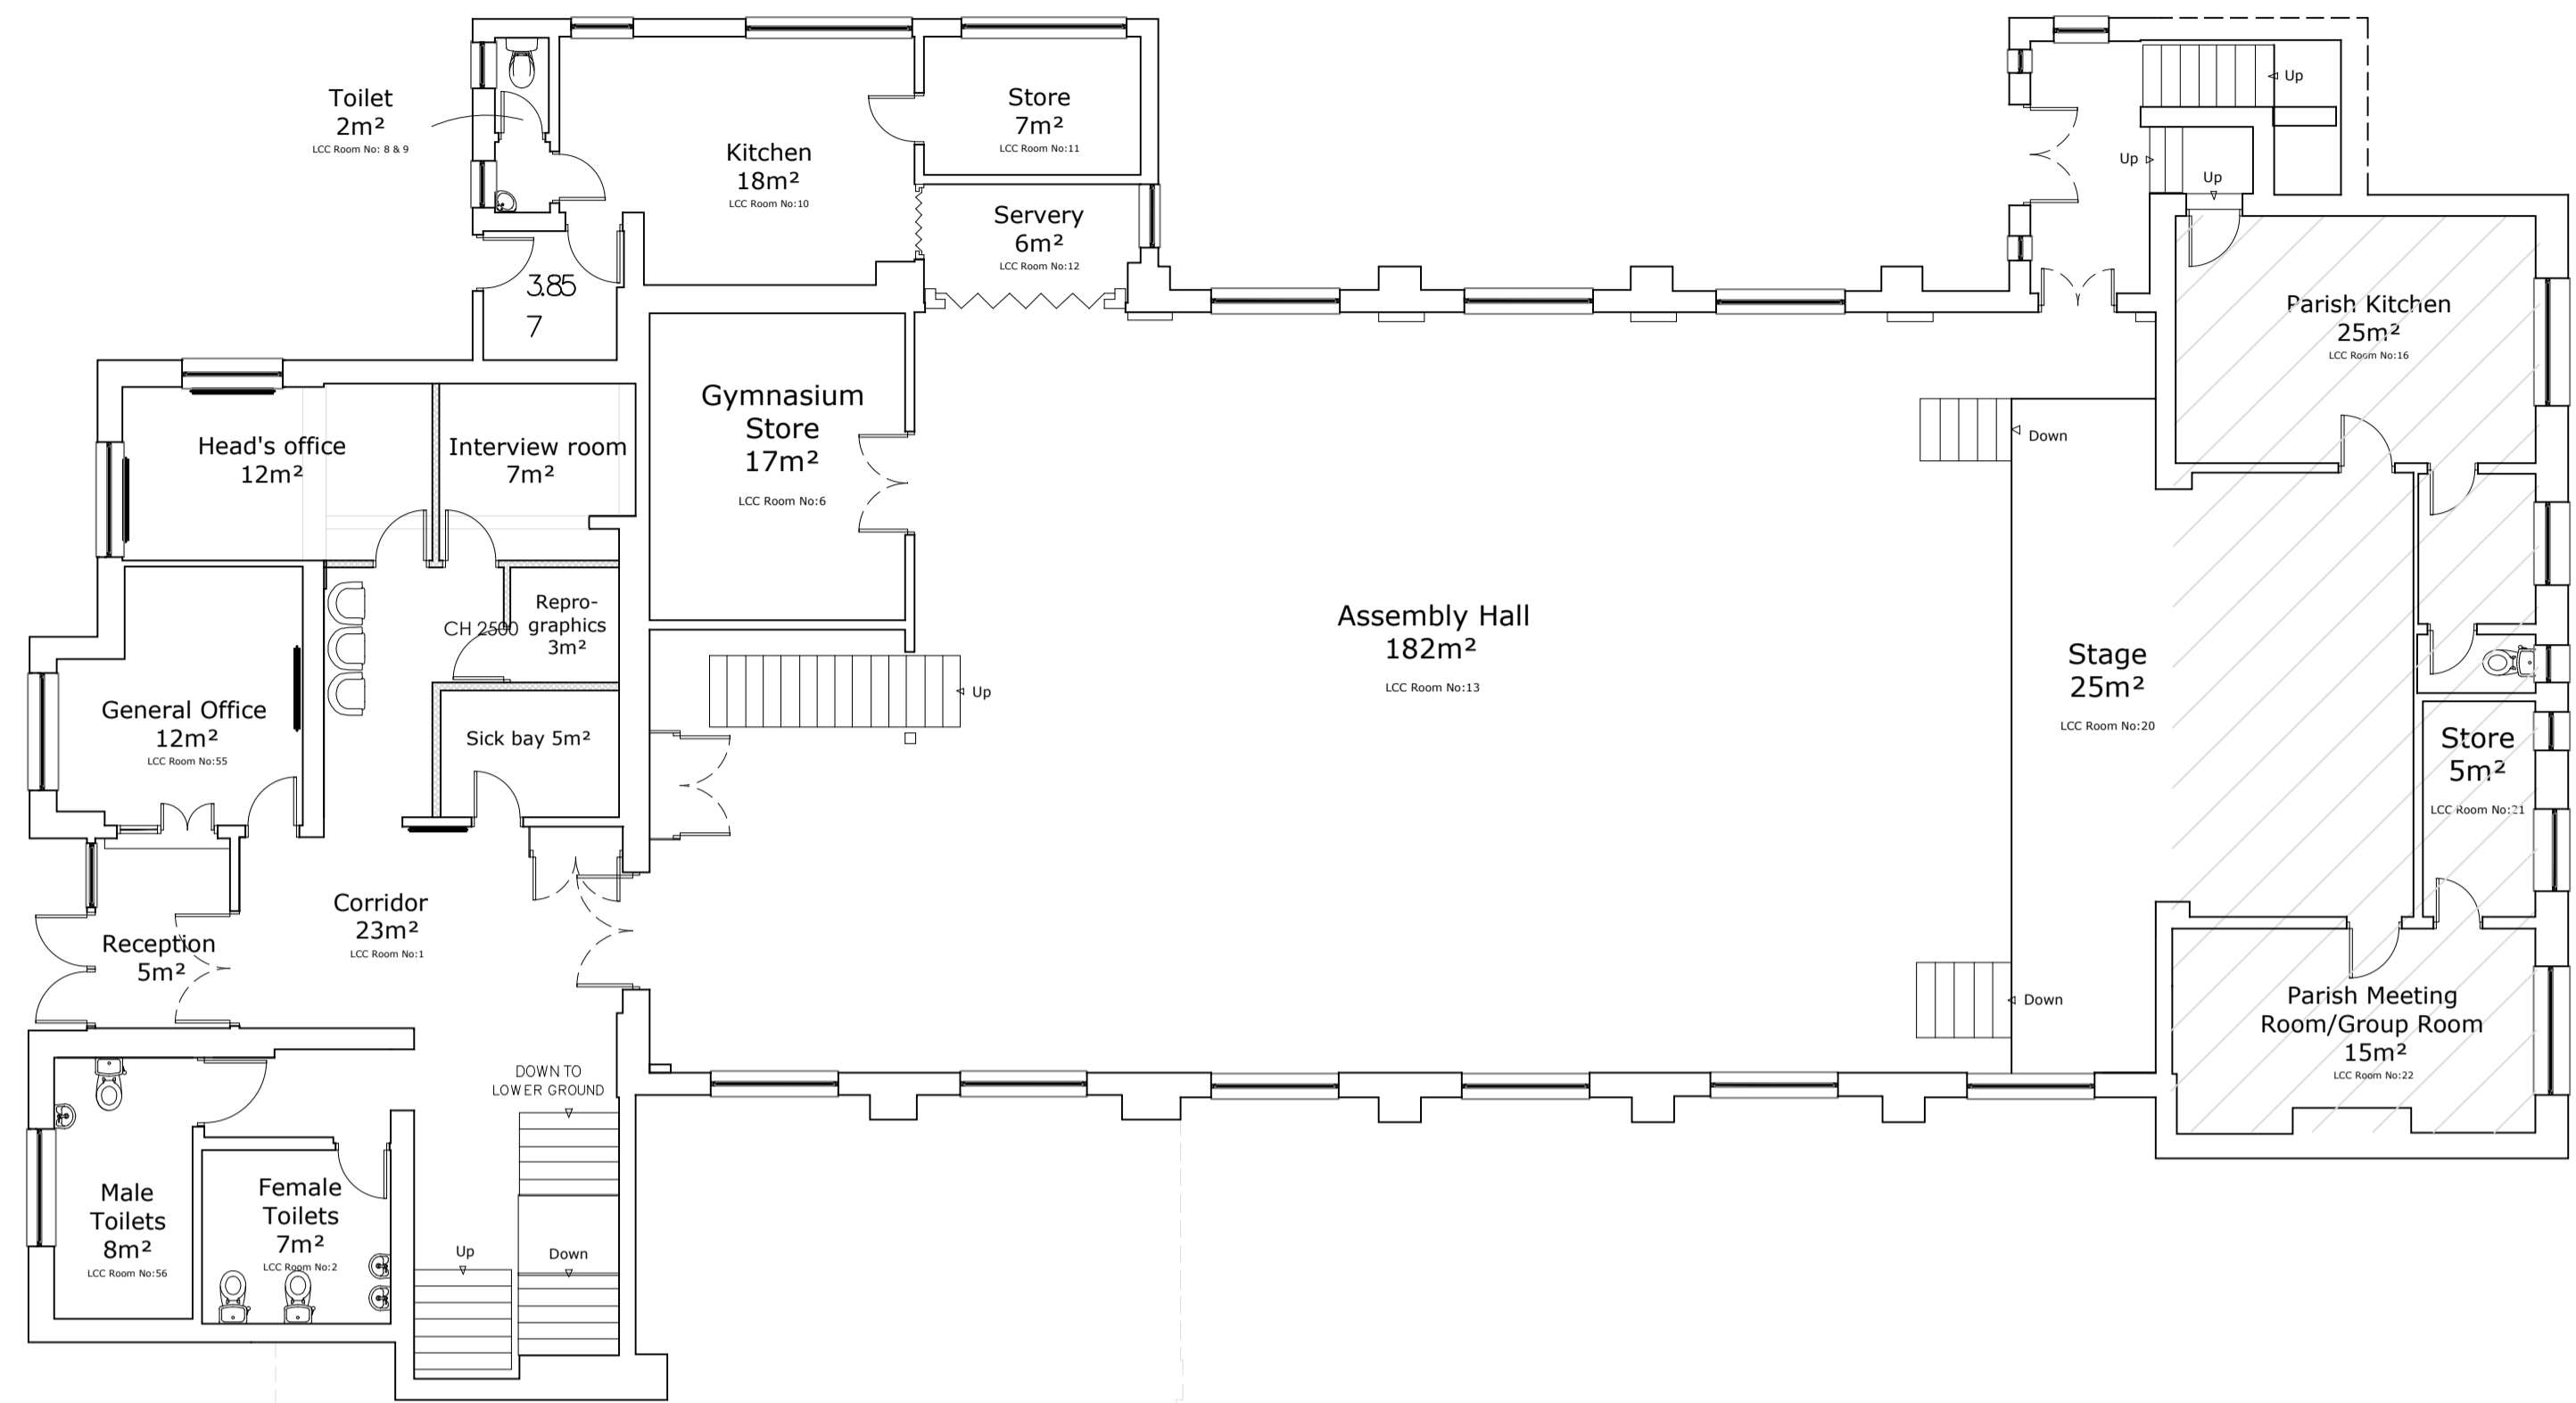 Toilet
2m²
LCC Room No: 8 & 9
Kitchen
18m²
LCC Room No:10
Store
7m²
LCC Room No:11
Servery
6m²
LCC Room No:12
3.85
7
Up
Up
Up
Parish Kitchen
25m²
LCC Room No:16
Head's office
12m²
Interview room
7m²
Gymnasium
Store
17m²
LCC Room No:6
Down
Repro-
graphics
3m²
CH 2500
Assembly Hall
182m²
LCC Room No:13
Stage
25m²
LCC Room No:20
Up
General Office
12m²
LCC Room No:55
Sick bay 5m²
Store
5m²
LCC Room No:21
Corridor
23m²
LCC Room No:1
Reception
5m²
Down
Parish Meeting
Room/Group Room
15m²
LCC Room No:22
DOWN TO
LOWER GROUND
Male
Toilets
8m²
LCC Room No:56
Female
Toilets
7m²
LCC Room No:2
Up
Down